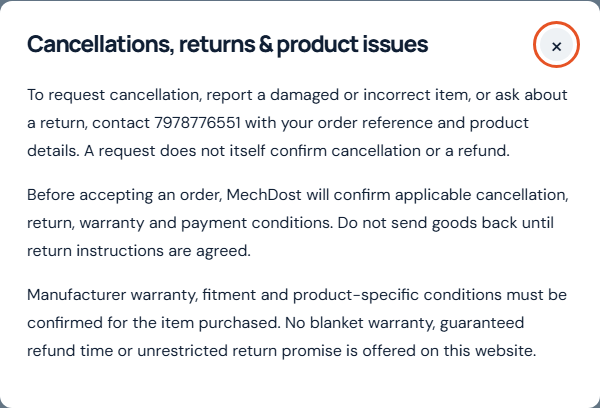 Cancellations, returns & product issues
×
To request cancellation, report a damaged or incorrect item, or ask about
a return, contact 7978776551 with your order reference and product
details. A request does not itself confirm cancellation or a refund.
Before accepting an order, MechDost will confirm applicable cancellation,
return, warranty and payment conditions. Do not send goods back until
return instructions are agreed.
Manufacturer warranty, fitment and product-specific conditions must be
confirmed for the item purchased. No blanket warranty, guaranteed
refund time or unrestricted return promise is offered on this website.